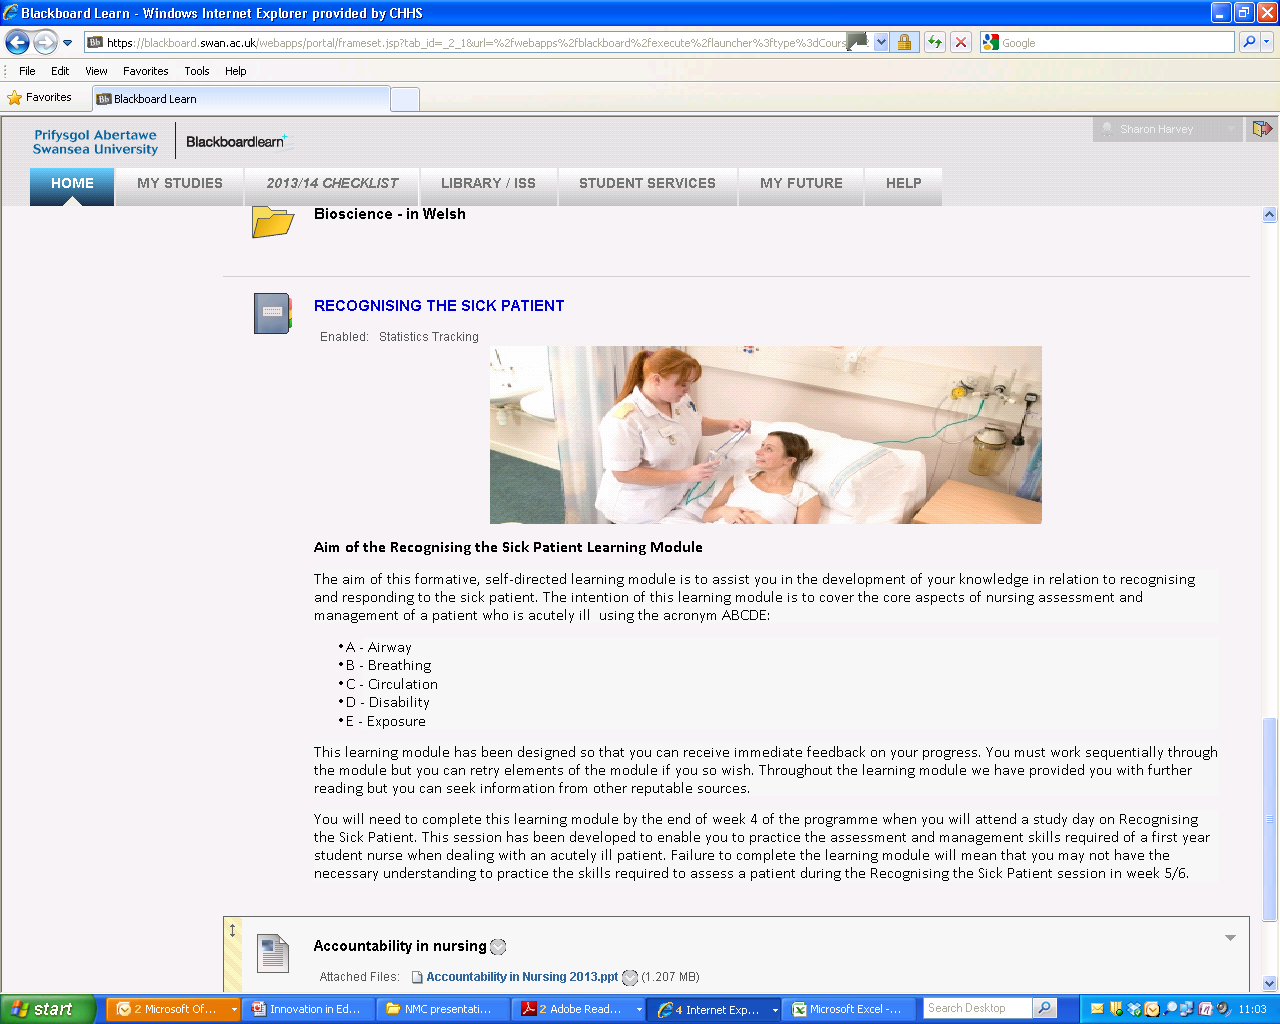 Blackboard Learn - Windows Internet Explorer provided by CHHS
https://blackboard.swan.ac.uk/webapps/portal/frameset.jsp?tab_id=_2_1&url=%2fwebapps%2fblackboard%2fexecute%2flauncher%3ftype%3dCours
Google
File Edit View Favorites Tools Help
Favorites
Bb Blackboard Learn
Prifysgol Abertawe
Swansea University
Blackboard learn+
Sharon Harvey
HOME MY STUDIES 2013/14 CHECKLIST LIBRARY / ISS STUDENT SERVICES MY FUTURE HELP
Bioscience - in Welsh
RECOGNISING THE SICK PATIENT
Enabled: Statistics Tracking
Aim of the Recognising the Sick Patient Learning Module
The aim of this formative, self-directed learning module is to assist you in the development of your knowledge in relation to recognising
and responding to the sick patient. The intention of this learning module is to cover the core aspects of nursing assessment and
management of a patient who is acutely ill  using the acronym ABCDE:
•A - Airway
•B - Breathing
•C - Circulation
•D - Disability
•E - Exposure
This learning module has been designed so that you can receive immediate feedback on your progress. You must work sequentially through
the module but you can retry elements of the module if you so wish. Throughout the learning module we have provided you with further
reading but you can seek information from other reputable sources.
You will need to complete this learning module by the end of week 4 of the programme when you will attend a study day on Recognising
the Sick Patient. This session has been developed to enable you to practice the assessment and management skills required of a first year
student nurse when dealing with an acutely ill patient. Failure to complete the learning module will mean that you may not have the
necessary understanding to practice the skills required to assess a patient during the Recognising the Sick Patient session in week 5/6.
Accountability in nursing
Attached Files: Accountability in Nursing 2013.ppt (1.207 MB)
start 2 Microsoft Of... Innovation in Ed... NMC presentati... 2 Adobe Read... 4 Internet Exp... Microsoft Excel -... Search Desktop 11:03